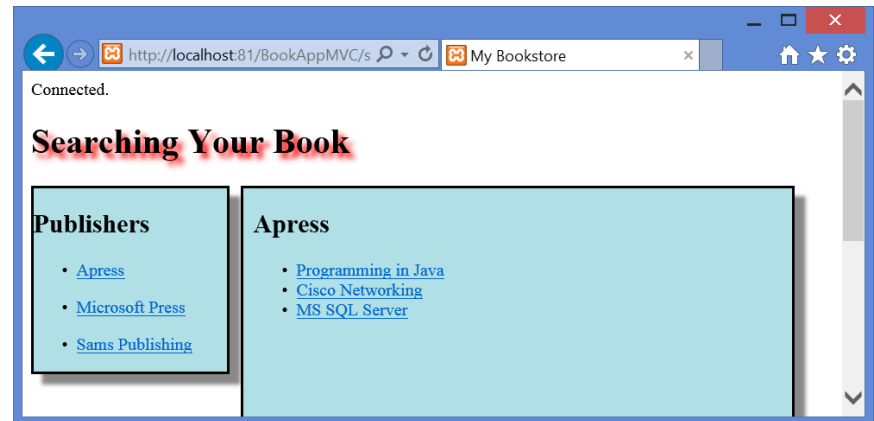 http://localhost:81/BookAppMVC/s
My Bookstore
Connected.
Searching Your Book
Publishers
• Apress
• Microsoft Press
• Sams Publishing
Apress
• Programming in Java
• Cisco Networking
• MS SQL Server